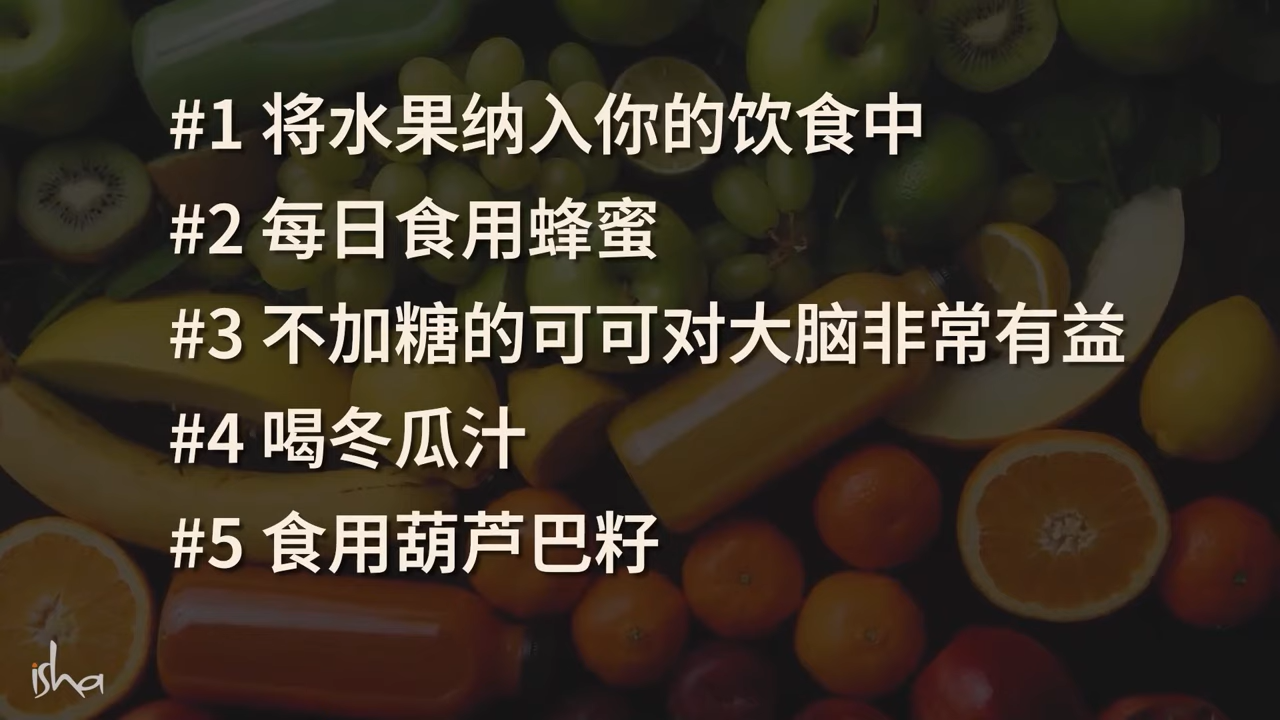 #1 将水果纳入你的饮食中
#2 每日食用蜂蜜
#3 不加糖的可可对大脑非常有益
#4 喝冬瓜汁
#5 食用葫芦巴籽
isha